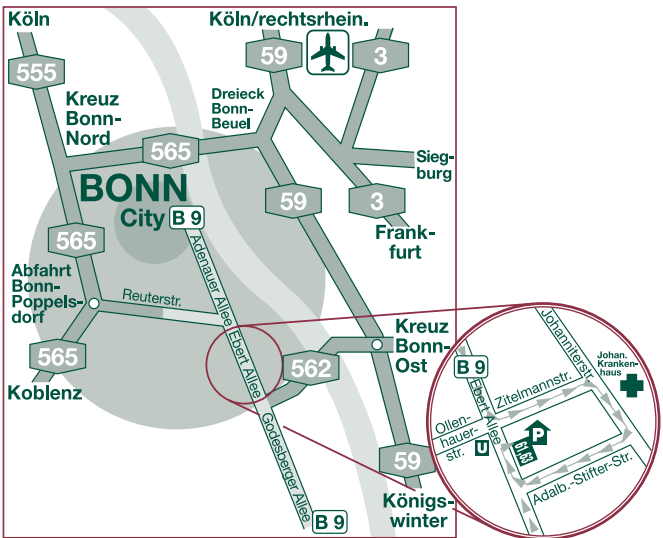 Köln
Köln/rechtsrhein.
59
3
555
Kreuz
Bonn-
Nord
Dreieck
Bonn-
Beuel
565
Sieg-
burg
BONN
City
B 9
59
3
Frank-
furt
565
Adenauer Allee
Abfahrt
Bonn-
Poppels-
dorf
Reuterstr.
Ebert Allee
565
Koblenz
562
Kreuz
Bonn-
Ost
Godesberger Allee
59
Königs-
winter
B 9
Johanniterstr.
Johan.
Kranken-
haus
B 9
Zitelmannstr.
Ebert Allee
Ollen-
hauer-
str.
U
P
Adalb.-Stifter-Str.